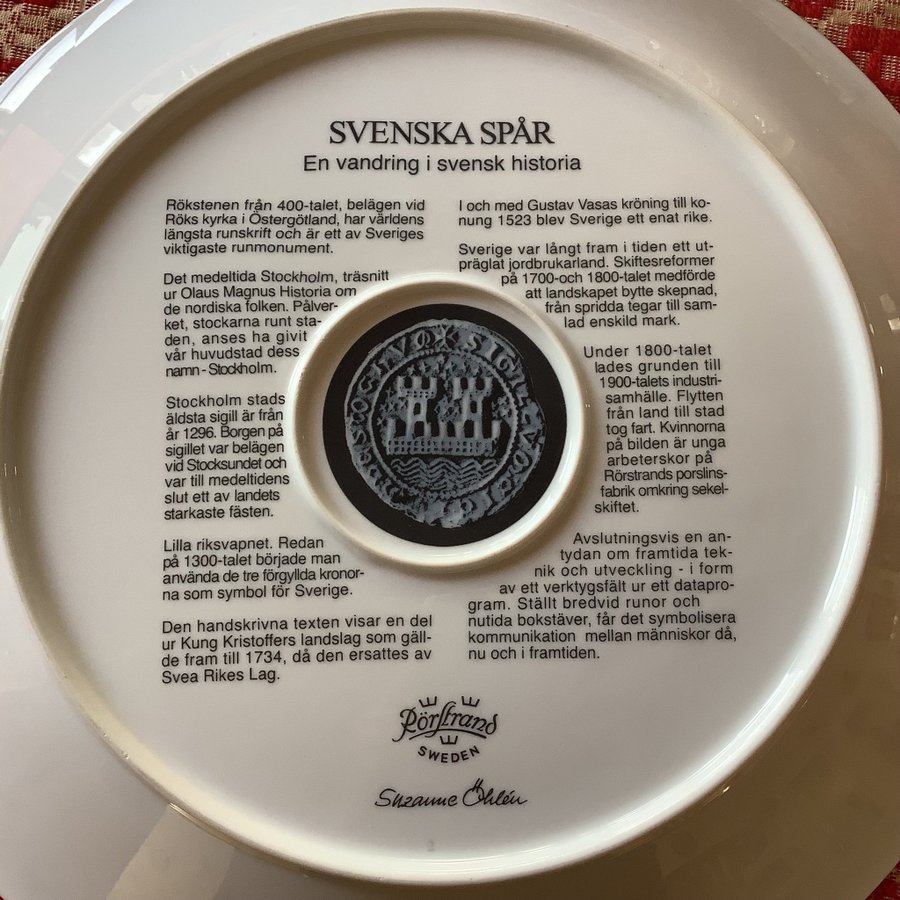 SVENSKA SPÅR
En vandring i svensk historia
Rökstenen från 400-talet, belägen vid
Röks kyrka i Östergötland, har världens
längsta runskrift och är ett av Sveriges
viktigaste runmonument.
Det medeltida Stockholm, träsnitt
ur Olaus Magnus Historia om
de nordiska folken. Pålver-
ket, stockarna runt sta-
den, anses ha givit
vår huvudstad dess
namn - Stockholm.
Stockholm stads
äldsta sigill är från
år 1296. Borgen på
sigillet var belägen
vid Stocksundet och
var till medeltidens
slut ett av landets
starkaste fästen.
Lilla riksvapnet. Redan
på 1300-talet började man
använda de tre förgyllda kronor-
na som symbol för Sverige.
Den handskrivna texten visar en del
ur Kung Kristoffers landslag som gäll-
de fram till 1734, då den ersattes av
Svea Rikes Lag.
I och med Gustav Vasas kröning till ko-
nung 1523 blev Sverige ett enat rike.
Sverige var långt fram i tiden ett ut-
präglat jordbrukarland. Skiftesreformer
på 1700-och 1800-talet medförde
att landskapet bytte skepnad,
från spridda tegar till sam-
lad enskild mark.
Under 1800-talet
lades grunden till
1900-talets industri-
samhälle. Flytten
från land till stad
tog fart. Kvinnorna
på bilden är unga
arbeterskor på
Rörstrands porslins-
fabrik omkring sekel-
skiftet.
Avslutningsvis en an-
tydan om framtida tek-
nik och utveckling - i form
av ett verktygsfält ur ett datapro-
gram. Ställt bredvid runor och
nutida bokstäver, får det symbolisera
kommunikation mellan människor då,
nu och i framtiden.
Rörstrand
SWEDEN
Suzanne Öhlén